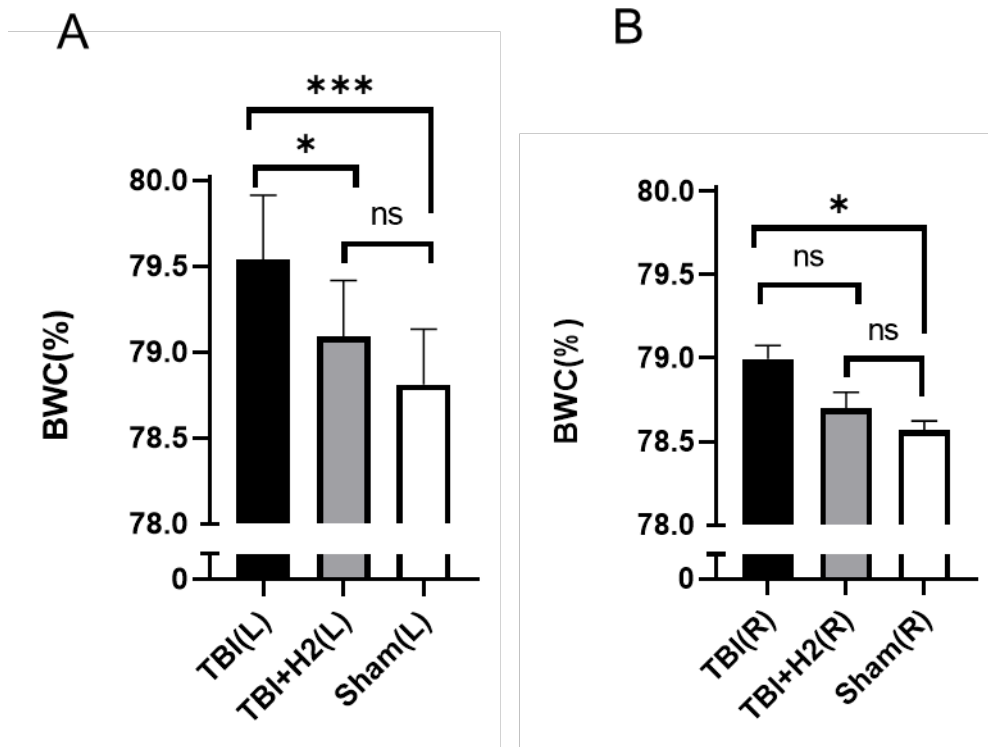 A
***
*
ns
80.0
79.5
79.0
78.5
78.0
0
BWC(%)
TBI(L)
TBI+H2(L)
Sham(L)
B
*
ns
ns
80.0
79.5
79.0
78.5
78.0
0
BWC(%)
TBI(R)
TBI+H2(R)
Sham(R)